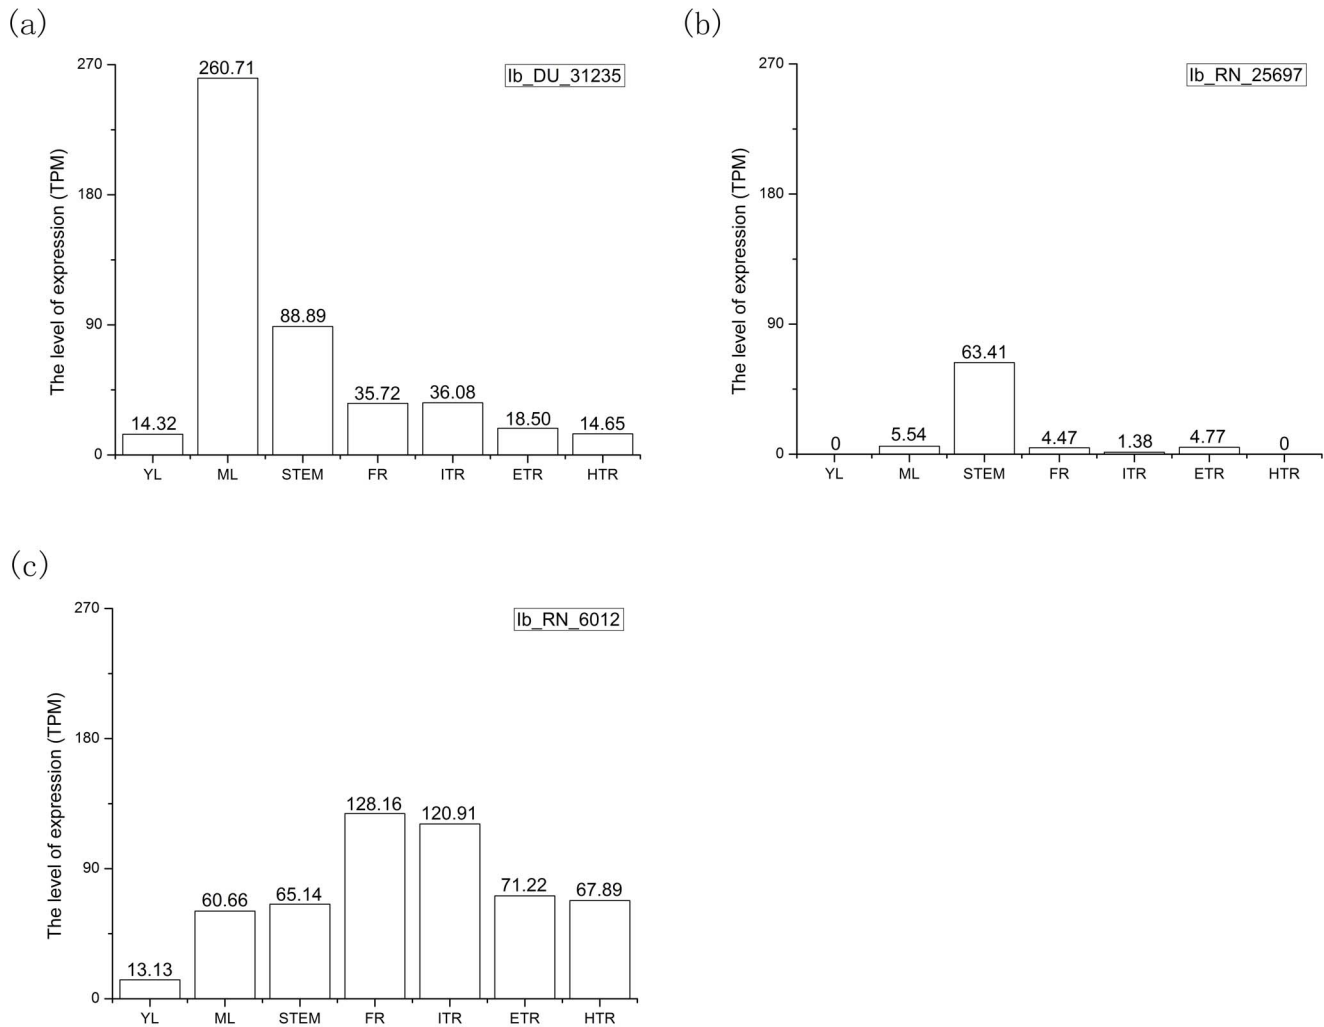 (a)
Ib_DU_31235
The level of expression (TPM)
270
180
90
0
14.32
260.71
88.89
35.72
36.08
18.50
14.65
YL ML STEM FR ITR ETR HTR
(b)
Ib_RN_25697
The level of expression (TPM)
270
180
90
0
0
5.54
63.41
4.47
1.38
4.77
0
YL ML STEM FR ITR ETR HTR
(c)
Ib_RN_6012
The level of expression (TPM)
270
180
90
0
13.13
60.66
65.14
128.16
120.91
71.22
67.89
YL ML STEM FR ITR ETR HTR